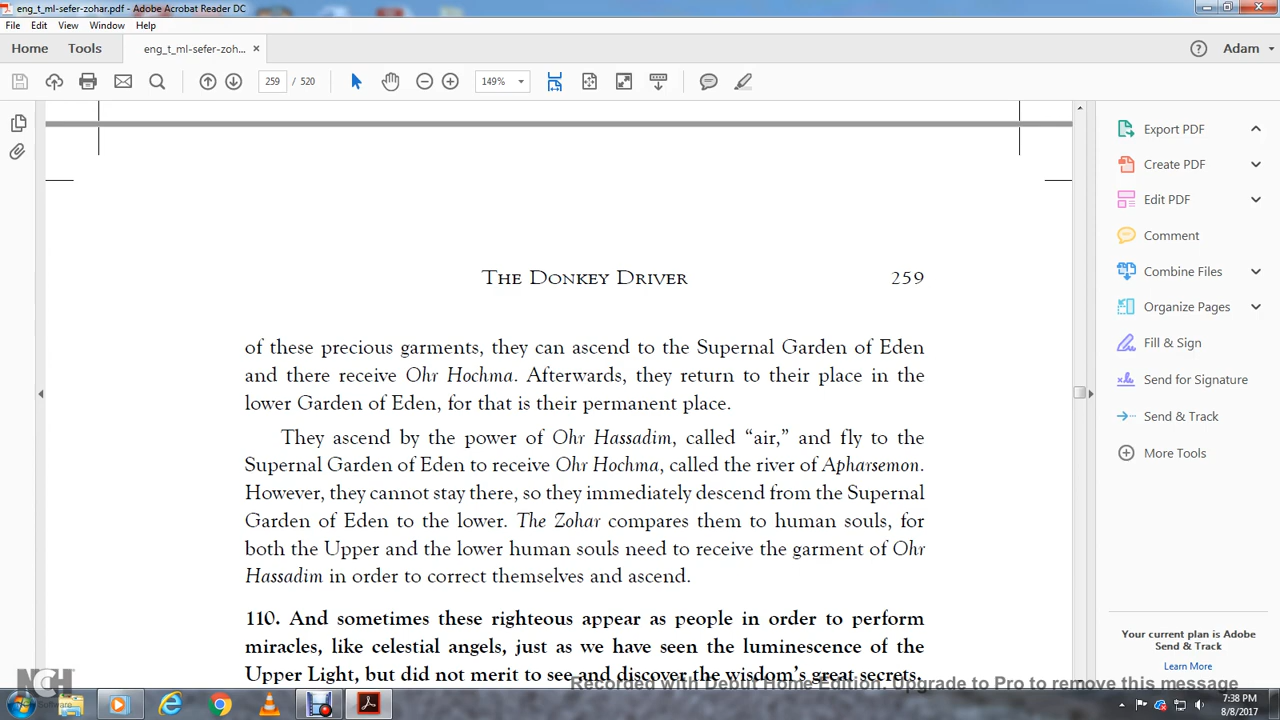 eng_t_ml-sefer-zohar.pdf - Adobe Acrobat Reader DC
File Edit View Window Help
Home Tools eng_t_ml-sefer-zoh... × Adam
259 / 520 149%
Export PDF
Create PDF
Edit PDF
Comment
Combine Files
Organize Pages
Fill & Sign
Send for Signature
Send & Track
More Tools
Your current plan is Adobe
Send & Track
Learn More
THE DONKEY DRIVER 259
of these precious garments, they can ascend to the Supernal Garden of Eden
and there receive Ohr Hochma. Afterwards, they return to their place in the
lower Garden of Eden, for that is their permanent place.
They ascend by the power of Ohr Hassadim, called “air,” and fly to the
Supernal Garden of Eden to receive Ohr Hochma, called the river of Apharsemon.
However, they cannot stay there, so they immediately descend from the Supernal
Garden of Eden to the lower. The Zohar compares them to human souls, for
both the Upper and the lower human souls need to receive the garment of Ohr
Hassadim in order to correct themselves and ascend.
110. And sometimes these righteous appear as people in order to perform
miracles, like celestial angels, just as we have seen the luminescence of the
Upper Light, but did not merit to see and discover the wisdom’s great secrets.
Recorded with Debut Home Edition. Upgrade to Pro to remove this message
NCH
Software
7:38 PM
8/8/2017